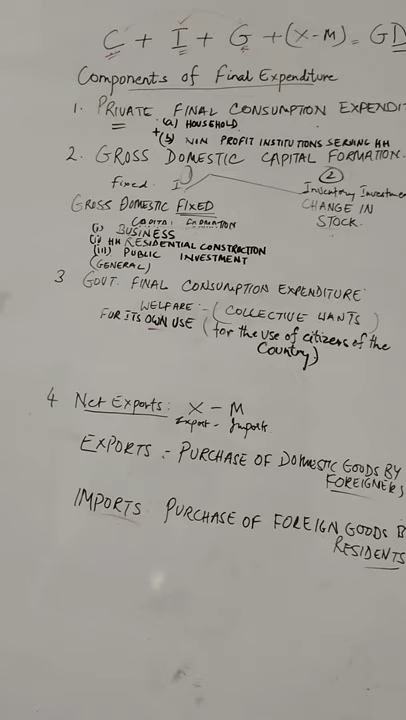 C + I + G + (X-M) = GD
Components of Final Expenditure
1. PRIVATE FINAL CONSUMPTION EXPENDIT
(a) HOUSEHOLD
+ (b) NON PROFIT INSTITUTIONS SERVING HH
2. GROSS DOMESTIC CAPITAL FORMATION.
fixed. I
②
Inventory Investmen
GROSS DOMESTIC FIXED
CHANGE IN
STOCK.
CAPITAL FORMATION
(i) BUSINESS
(ii) HH RESIDENTIAL CONSTRACTION
(iii) PUBLIC INVESTMENT
(GENERAL)
3 GOVT. FINAL CONSUMPTION EXPENDITURE
WELFARE - (COLLECTIVE WANTS)
FOR ITS OWN USE (for the use of citizens of the
Country)
4 Net Exports: X - M
Export - Imports
EXPORTS = PURCHASE OF DOMESTIC GOODS BY
FOREIGNERS
IMPORTS PURCHASE OF FOREIGN GOODS B
RESIDENTS